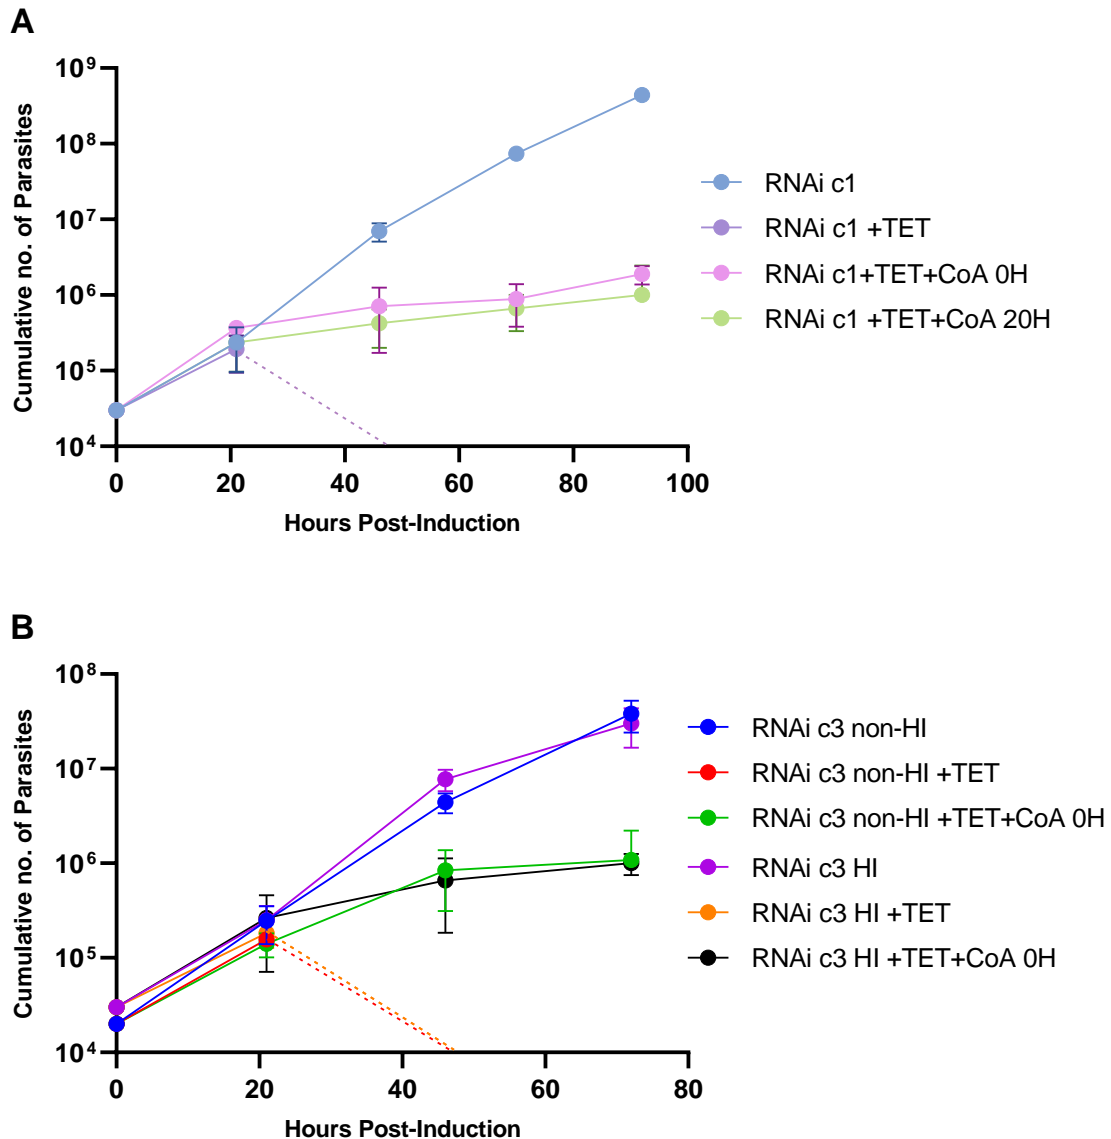 A
10⁹
10⁸
10⁷
10⁶
10⁵
10⁴
Cumulative no. of Parasites
0 20 40 60 80 100
Hours Post-Induction
RNAi c1
RNAi c1 +TET
RNAi c1+TET+CoA 0H
RNAi c1 +TET+CoA 20H
B
10⁸
10⁷
10⁶
10⁵
10⁴
Cumulative no. of Parasites
0 20 40 60 80
Hours Post-Induction
RNAi c3 non-HI
RNAi c3 non-HI +TET
RNAi c3 non-HI +TET+CoA 0H
RNAi c3 HI
RNAi c3 HI +TET
RNAi c3 HI +TET+CoA 0H